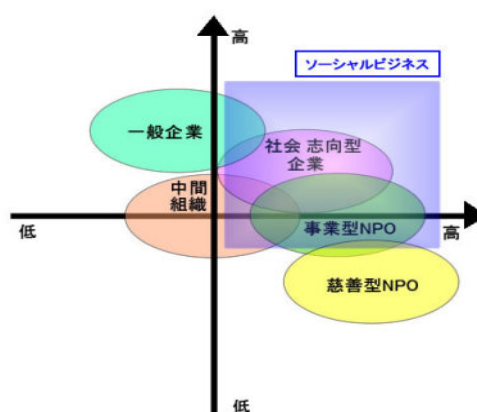 高
ソーシャルビジネス
一般企業
社会志向型
企業
中間
組織
低
事業型NPO
高
慈善型NPO
低